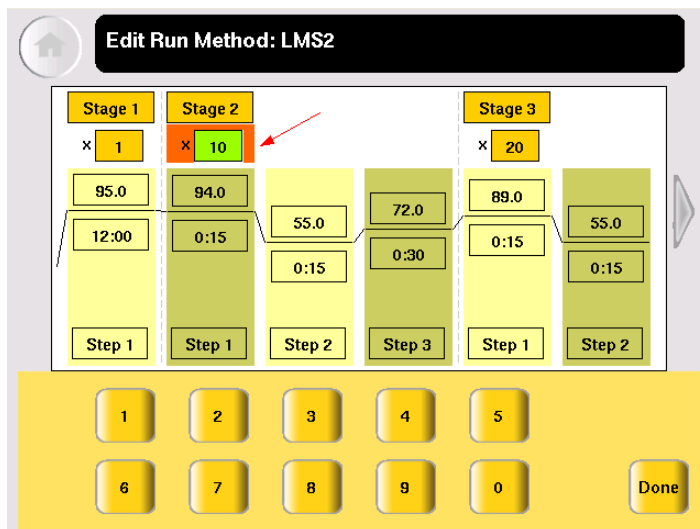 Edit Run Method: LMS2
Stage 1 Stage 2 Stage 3
x 1 x 10 x 20
95.0 94.0 55.0 72.0 89.0 55.0
12:00 0:15 0:15 0:30 0:15 0:15
Step 1 Step 1 Step 2 Step 3 Step 1 Step 2
1 2 3 4 5
6 7 8 9 0 Done